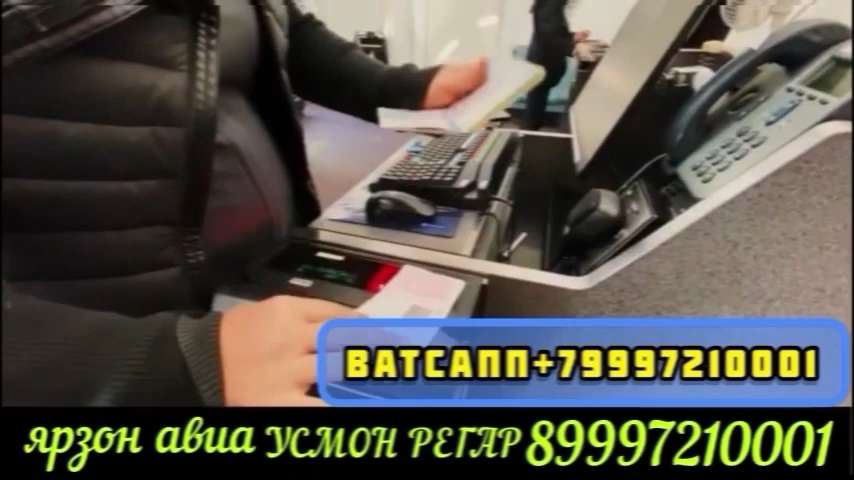 ВАТСАПП+79997210001
ярзон авиа УСМОН РЕГАР 89997210001